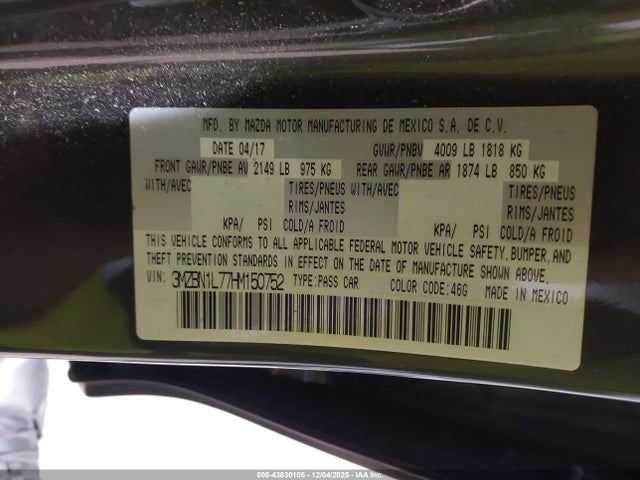 MFD. BY MAZDA MOTOR MANUFACTURING DE MEXICO S.A. DE C.V.
DATE 04/17 GVWR/PNBV 4009 LB 1818 KG
FRONT GAWR/PNBE AV 2149 LB 975 KG REAR GAWR/PNBE AR 1874 LB 850 KG
WITH/AVEC TIRES/PNEUS WITH/AVEC TIRES/PNEUS
RIMS/JANTES RIMS/JANTES
KPA/ PSI COLD/A FROID KPA/ PSI COLD/A FROID
THIS VEHICLE CONFORMS TO ALL APPLICABLE FEDERAL MOTOR VEHICLE SAFETY, BUMPER, AND
THEFT PREVENTION STANDARDS IN EFFECT ON THE DATE OF MANUFACTURE SHOWN ABOVE.
VIN: 3MZBN1L77HM150752 TYPE:PASS CAR COLOR CODE:46G MADE IN MEXICO
000-43830105 - 12/04/2025 - IAA Inc.